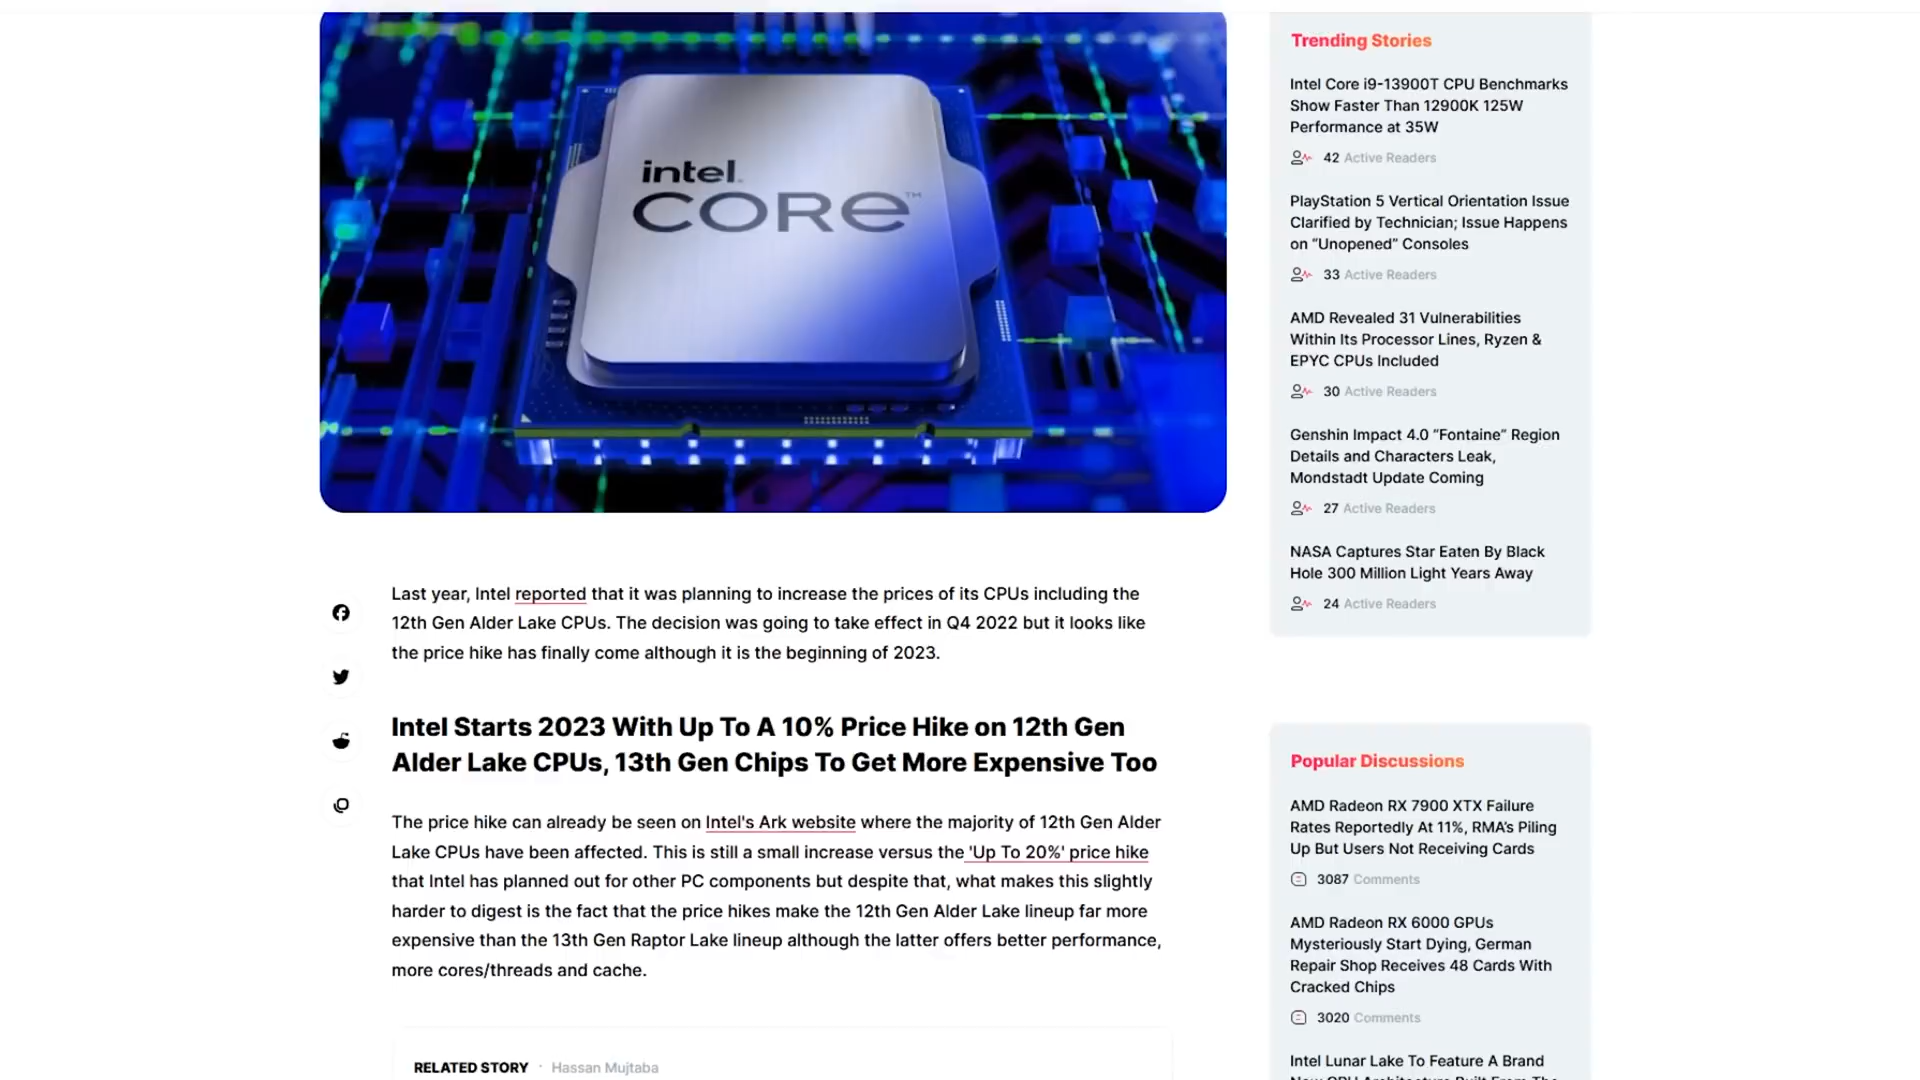 intel.
CORE™
Last year, Intel reported that it was planning to increase the prices of its CPUs including the
12th Gen Alder Lake CPUs. The decision was going to take effect in Q4 2022 but it looks like
the price hike has finally come although it is the beginning of 2023.
Intel Starts 2023 With Up To A 10% Price Hike on 12th Gen
Alder Lake CPUs, 13th Gen Chips To Get More Expensive Too
The price hike can already be seen on Intel's Ark website where the majority of 12th Gen Alder
Lake CPUs have been affected. This is still a small increase versus the 'Up To 20%' price hike
that Intel has planned out for other PC components but despite that, what makes this slightly
harder to digest is the fact that the price hikes make the 12th Gen Alder Lake lineup far more
expensive than the 13th Gen Raptor Lake lineup although the latter offers better performance,
more cores/threads and cache.
RELATED STORY · Hassan Mujtaba
Trending Stories
Intel Core i9-13900T CPU Benchmarks
Show Faster Than 12900K 125W
Performance at 35W
42 Active Readers
PlayStation 5 Vertical Orientation Issue
Clarified by Technician; Issue Happens
on “Unopened” Consoles
33 Active Readers
AMD Revealed 31 Vulnerabilities
Within Its Processor Lines, Ryzen &
EPYC CPUs Included
30 Active Readers
Genshin Impact 4.0 “Fontaine” Region
Details and Characters Leak,
Mondstadt Update Coming
27 Active Readers
NASA Captures Star Eaten By Black
Hole 300 Million Light Years Away
24 Active Readers
Popular Discussions
AMD Radeon RX 7900 XTX Failure
Rates Reportedly At 11%, RMA’s Piling
Up But Users Not Receiving Cards
3087 Comments
AMD Radeon RX 6000 GPUs
Mysteriously Start Dying, German
Repair Shop Receives 48 Cards With
Cracked Chips
3020 Comments
Intel Lunar Lake To Feature A Brand
New CPU Architecture Built From The